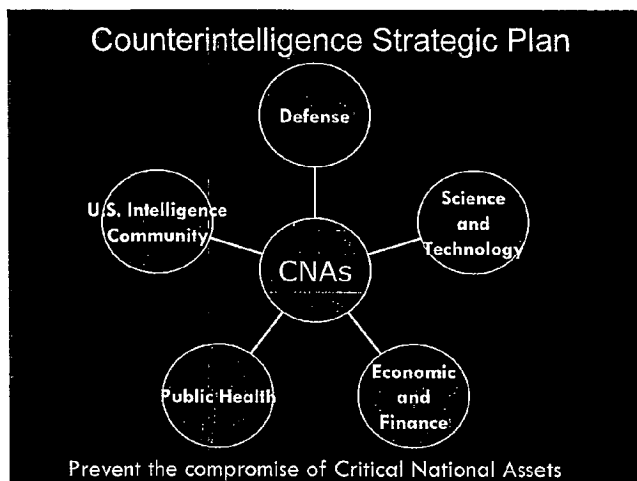 Counterintelligence Strategic Plan
Defense
U.S. Intelligence
Community
Science
and
Technology
CNAs
Public Health
Economic
and
Finance
Prevent the compromise of Critical National Assets